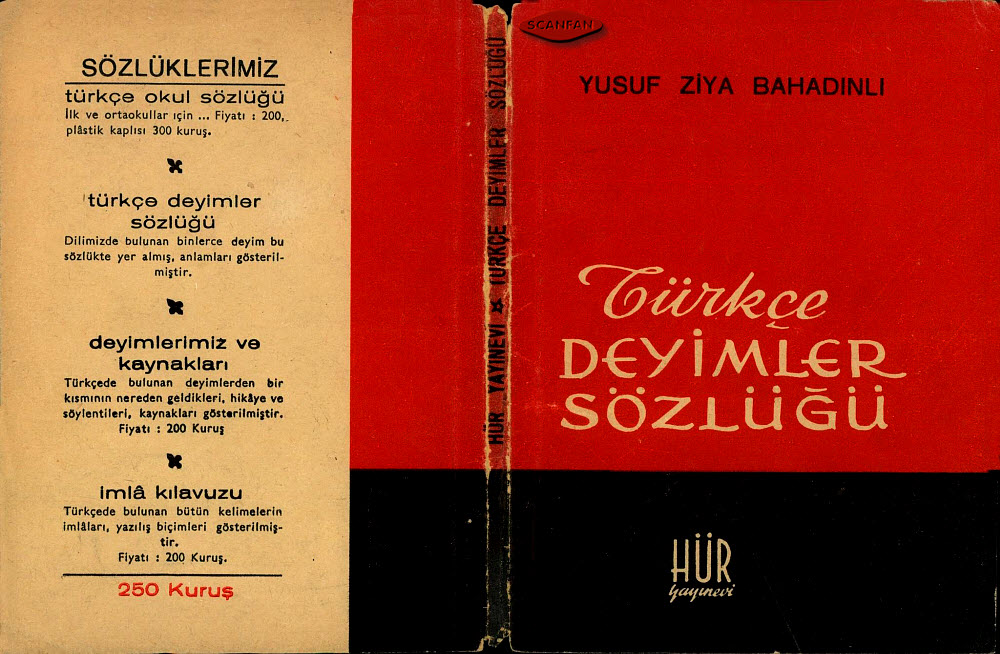 SÖZLÜKLERİMİZ
türkçe okul sözlüğü
İlk ve ortaokullar için ... Fiyatı : 200,
plâstik kaplısı 300 kuruş.
türkçe deyimler
sözlüğü
Dilimizde bulunan binlerce deyim bu
sözlükte yer almış, anlamları gösteril-
miştir.
deyimlerimiz ve
kaynakları
Türkçede bulunan deyimlerden bir
kısmının nereden geldikleri, hikâye ve
söylentileri, kaynakları gösterilmiştir.
Fiyatı : 200 Kuruş
imlâ kılavuzu
Türkçede bulunan bütün kelimelerin
imlâları, yazılış biçimleri gösterilmiş-
tir.
Fiyatı : 200 Kuruş.
250 Kuruş
HÜR YAYINEVİ TÜRKÇE DEYİMLER SÖZLÜĞÜ
SCANFAN
YUSUF ZİYA BAHADINLI
Türkçe
DEYİMLER
SÖZLÜĞÜ
HÜR
yayınevi